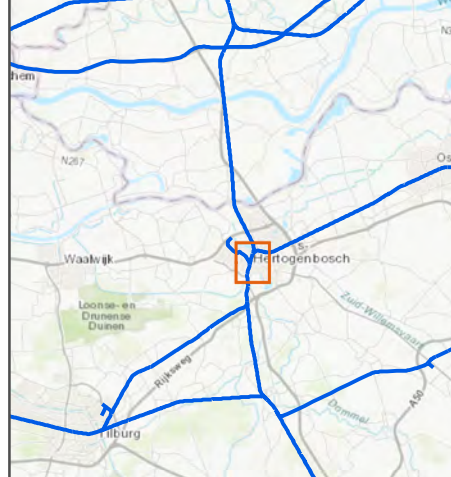 N3
hem
N267
Os
S-
Hertogenbosch
Waalwijk
Loonse- en
Drunense
Duinen
Zuid-Willemsvaart
Rijksweg
A50
Dommel
Tilburg